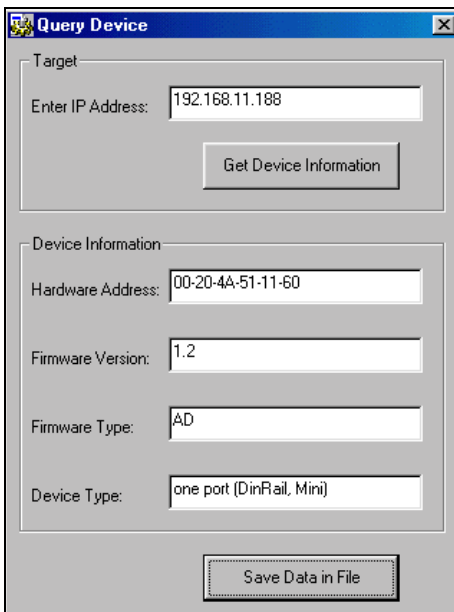 Query Device
Target
Enter IP Address: 192.168.11.188
Get Device Information
Device Information
Hardware Address: 00-20-4A-51-11-60
Firmware Version: 1.2
Firmware Type: AD
Device Type: one port (DinRail, Mini)
Save Data in File